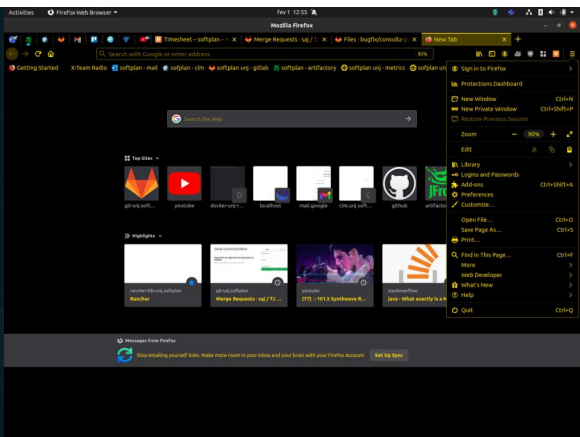 Activities
Firefox Web Browser
fev 1 12:55
Mozilla Firefox
Timesheet – softplan –
Merge Requests · saj / TJ
Files · bugfix/consulta-p
New Tab
Search with Google or enter address
90%
Getting Started
X-Team Radio
softplan - mail
softplan - clm
softplan unj - gitlab
softplan - artifactory
softplan unj - metrics
softplan unj
Search the Web
Top Sites
git-unj.soft...
youtube
docker-unj-r...
localhost
mail.google
clm.unj.soft...
github
artifacto
Highlights
rancher-k8s-unj.softplan
Rancher
git-unj.softplan
Merge Requests · saj / TJ ...
youtube
(77) - 101.5 Synthwave R...
stackoverflow
java - What exactly is a M
Messages from Firefox
Stop emailing yourself links. Make more room in your inbox and your brain with your Firefox Account.
Set Up Sync
Sign in to Firefox
Protections Dashboard
New Window Ctrl+N
New Private Window Ctrl+Shift+P
Restore Previous Session
Zoom 90%
Edit
Library
Logins and Passwords
Add-ons Ctrl+Shift+A
Preferences
Customize...
Open File... Ctrl+O
Save Page As... Ctrl+S
Print...
Find in This Page... Ctrl+F
More
Web Developer
What's New
Help
Quit Ctrl+Q